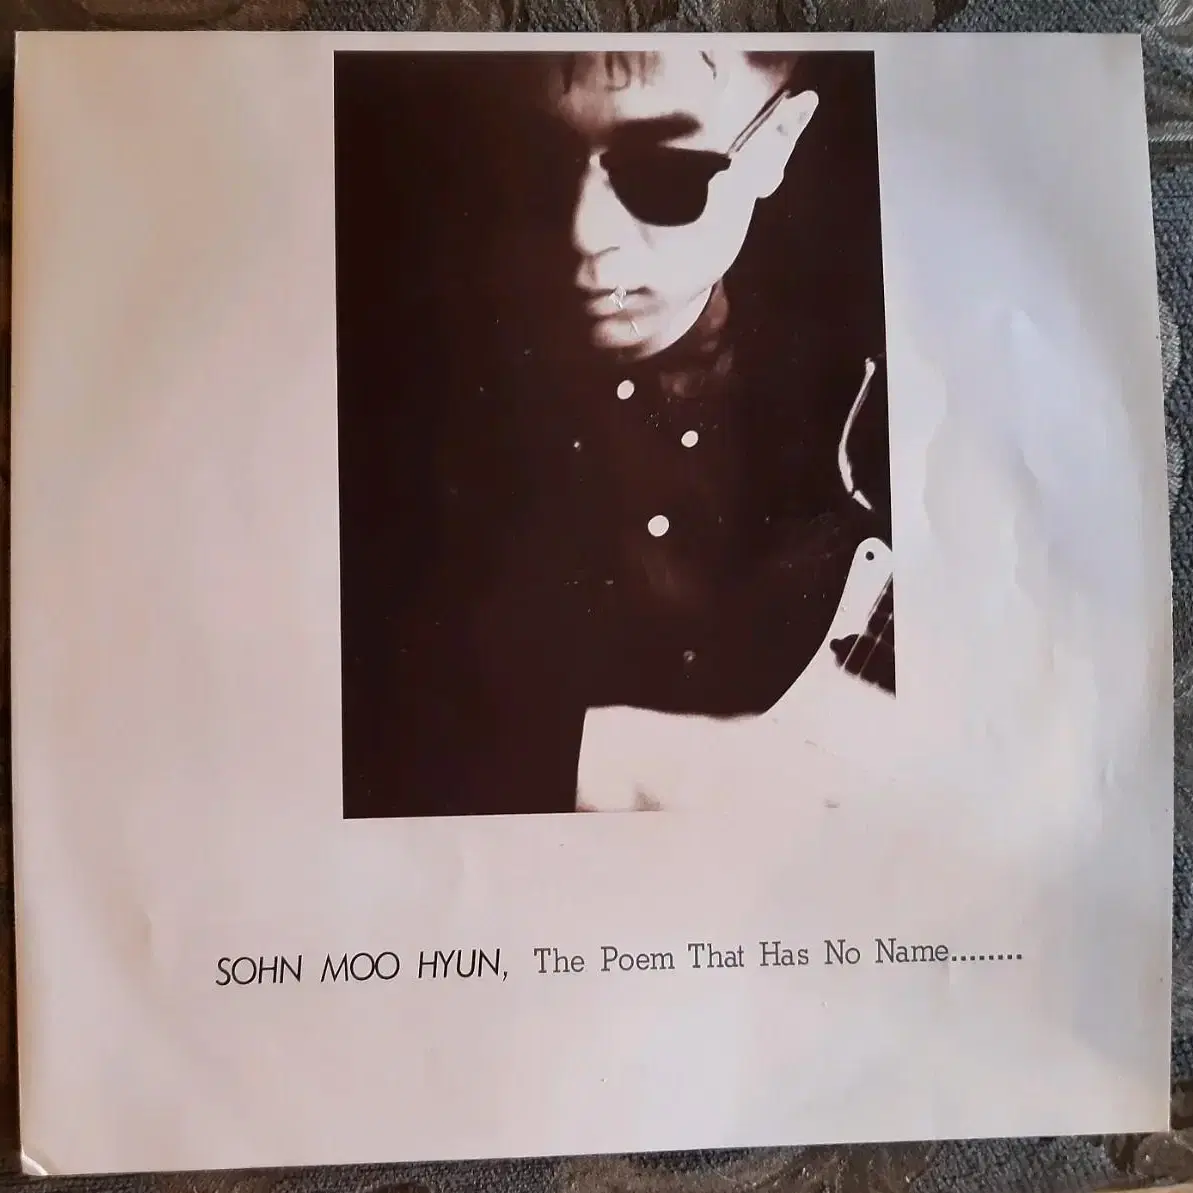 SOHN MOO HYUN, The Poem That Has No Name........